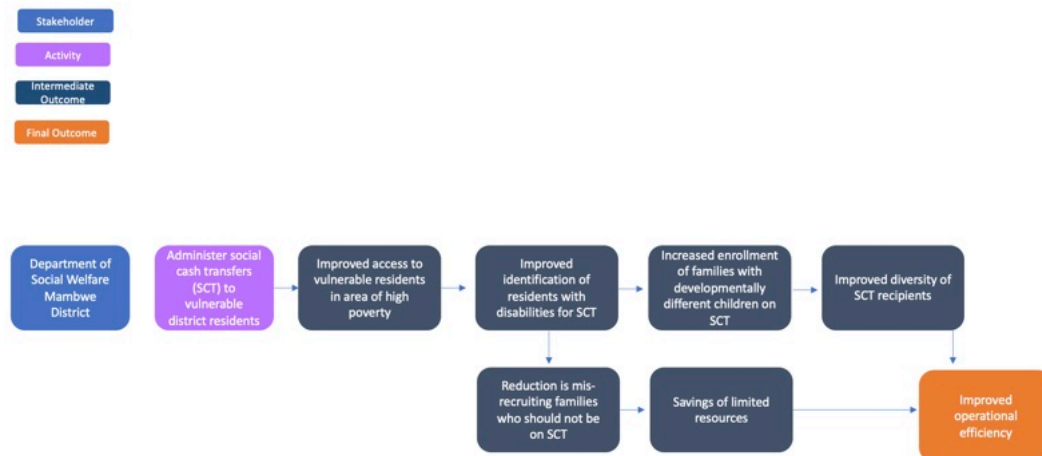 Stakeholder
Activity
Intermediate
Outcome
Final Outcome
Department of
Social Welfare
Mambwe
District
Administer social
cash transfers
(SCT) to
vulnerable
district residents
Improved access to
vulnerable residents
in area of high
poverty
Improved
identification of
residents with
disabilities for SCT
Increased enrollment
of families with
developmentally
different children on
SCT
Improved diversity of
SCT recipients
Reduction is mis-
recruiting families
who should not be
on SCT
Savings of limited
resources
Improved
operational
efficiency